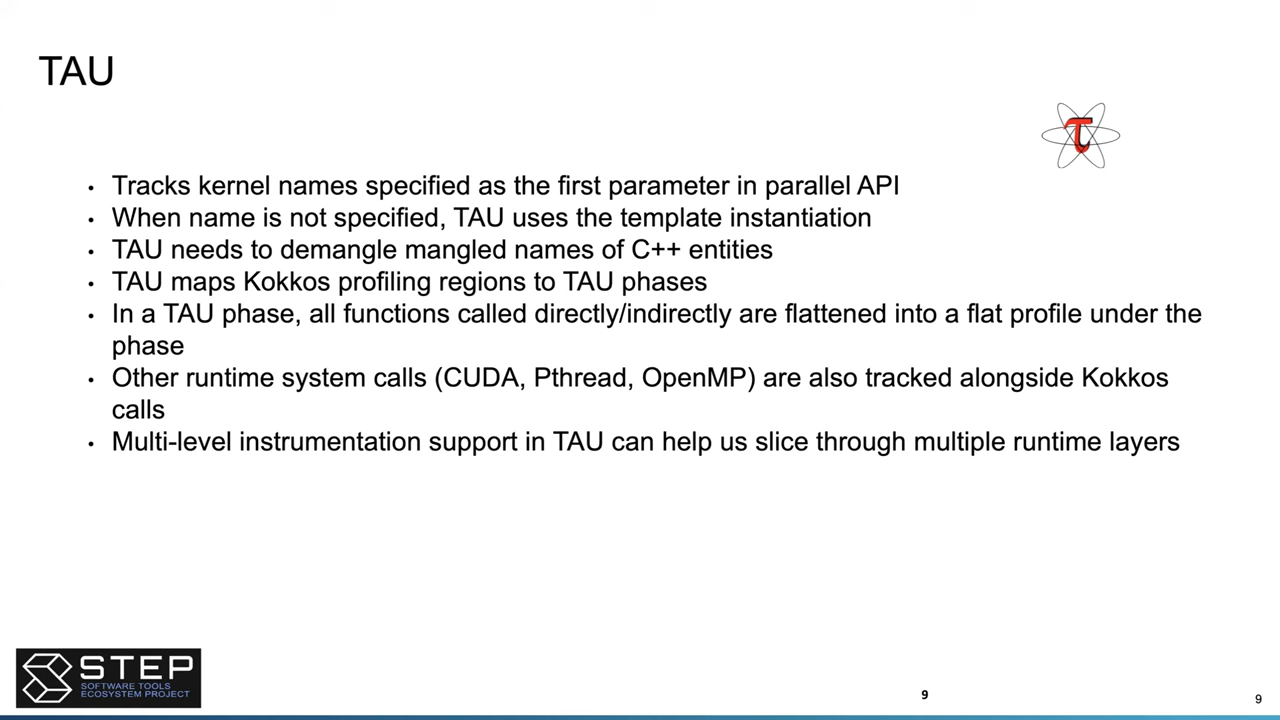 TAU
τ
• Tracks kernel names specified as the first parameter in parallel API
• When name is not specified, TAU uses the template instantiation
• TAU needs to demangle mangled names of C++ entities
• TAU maps Kokkos profiling regions to TAU phases
• In a TAU phase, all functions called directly/indirectly are flattened into a flat profile under the
phase
• Other runtime system calls (CUDA, Pthread, OpenMP) are also tracked alongside Kokkos
calls
• Multi-level instrumentation support in TAU can help us slice through multiple runtime layers
STEP
SOFTWARE TOOLS
ECOSYSTEM PROJECT
9
9